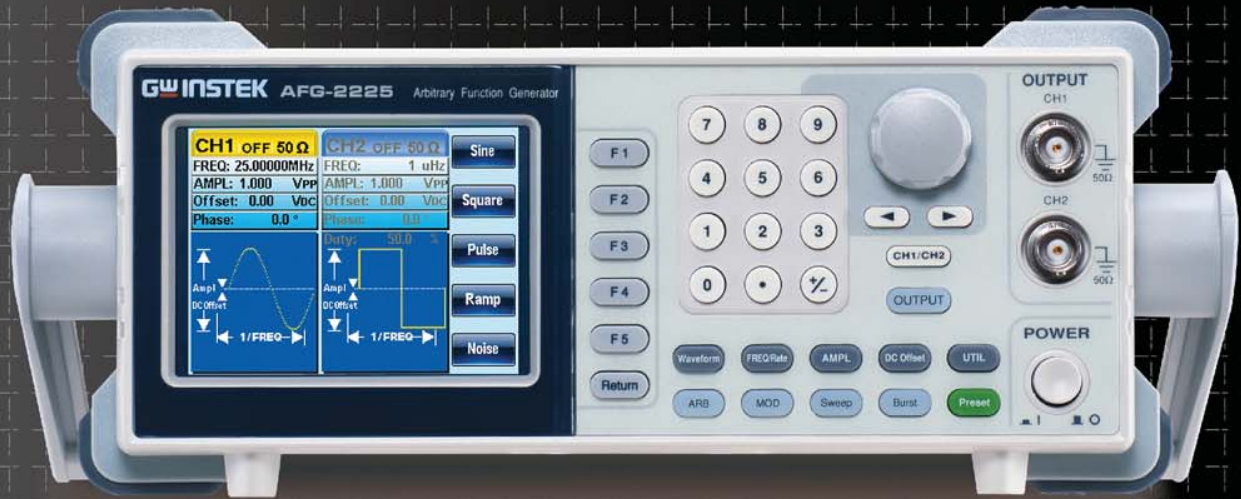 GW INSTEK AFG-2225 Arbitrary Function Generator
CH1 OFF 50 Ω
FREQ: 25.00000MHz
AMPL: 1.000 VPP
Offset: 0.00 VDC
Phase: 0.0 °
Ampl
DC Offset
1/FREQ
CH2 OFF 50 Ω
FREQ: 1 uHz
AMPL: 1.000 VPP
Offset: 0.00 VDC
Phase: 0.0 °
Duty: 50.0 %
Ampl
DC Offset
1/FREQ
Sine
Square
Pulse
Ramp
Noise
F1
F2
F3
F4
F5
Return
7 8 9
4 5 6
1 2 3
0 • +/−
◄ ►
CH1/CH2
OUTPUT
Waveform FREQ/Rate AMPL DC Offset UTIL
ARB MOD Sweep Burst Preset
OUTPUT
CH1
50Ω
CH2
50Ω
POWER
I O